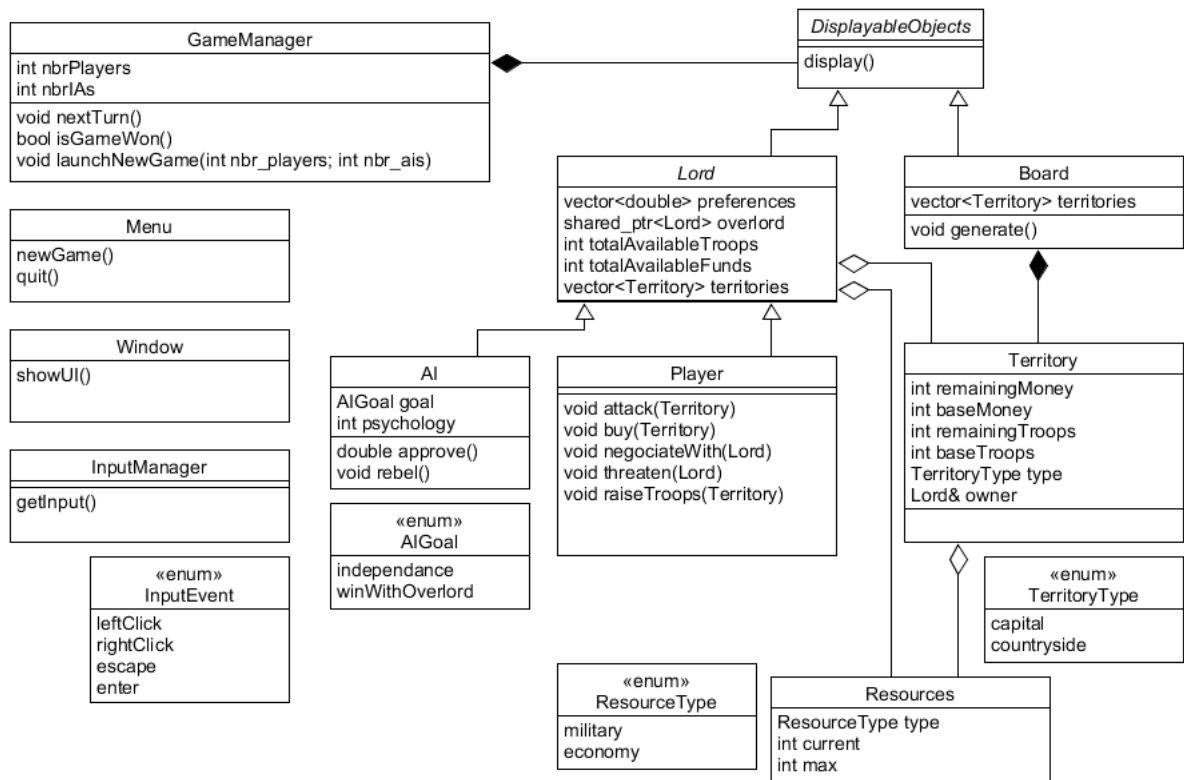 GameManager
int nbrPlayers
int nbrIAs
void nextTurn()
bool isGameWon()
void launchNewGame(int nbr_players; int nbr_ais)
DisplayableObjects
display()
Lord
vector<double> preferences
shared_ptr<Lord> overlord
int totalAvailableTroops
int totalAvailableFunds
vector<Territory> territories
Board
vector<Territory> territories
void generate()
Menu
newGame()
quit()
Window
showUI()
AI
AIGoal goal
int psychology
double approve()
void rebel()
Player
void attack(Territory)
void buy(Territory)
void negociateWith(Lord)
void threaten(Lord)
void raiseTroops(Territory)
Territory
int remainingMoney
int baseMoney
int remainingTroops
int baseTroops
TerritoryType type
Lord& owner
InputManager
getInput()
«enum»
AIGoal
independance
winWithOverlord
«enum»
InputEvent
leftClick
rightClick
escape
enter
«enum»
TerritoryType
capital
countryside
«enum»
ResourceType
military
economy
Resources
ResourceType type
int current
int max